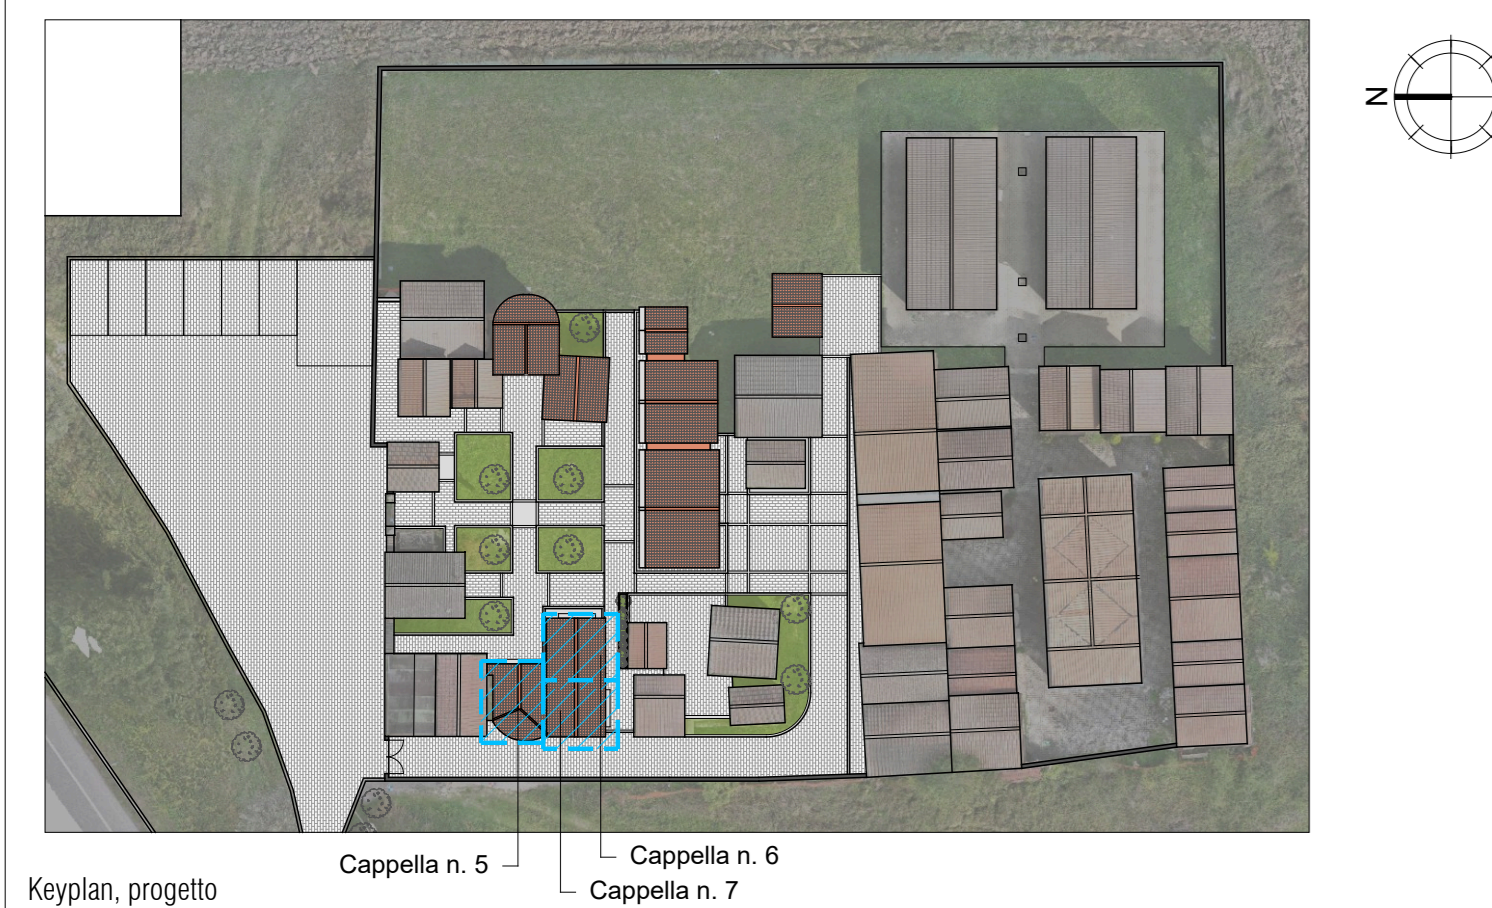 N
Cappella n. 5
Cappella n. 6
Cappella n. 7
Keyplan, progetto